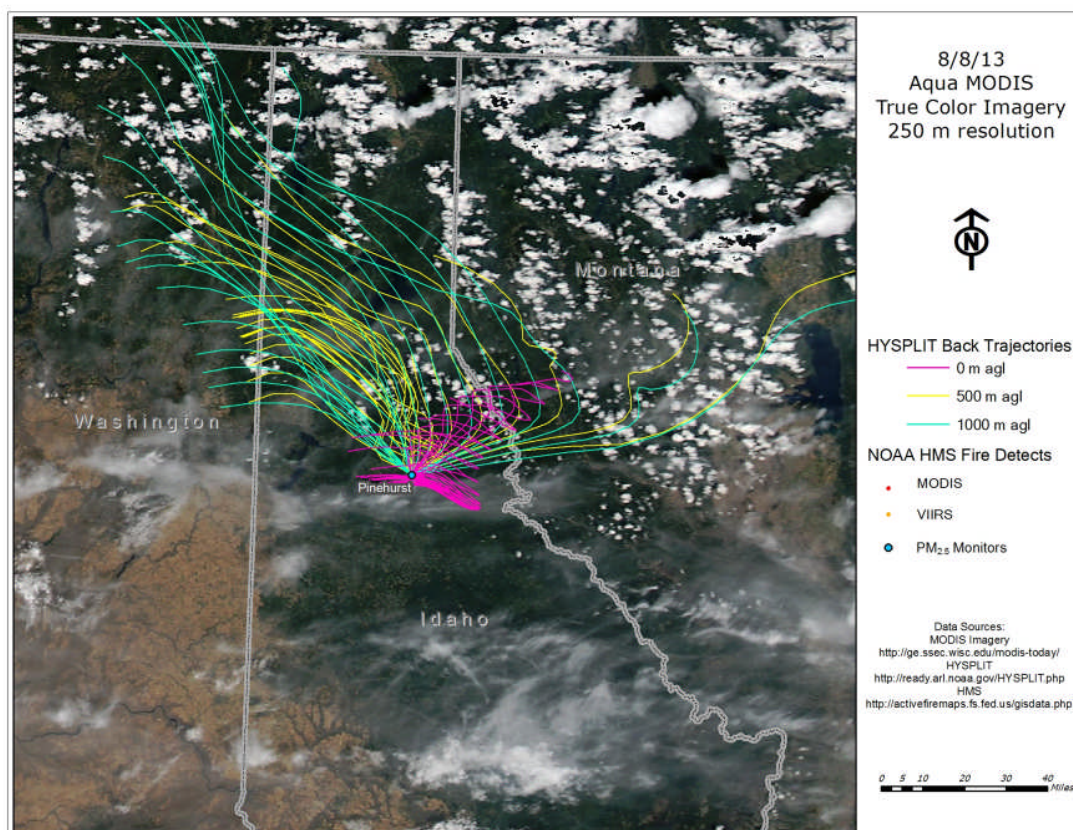 8/8/13
Aqua MODIS
True Color Imagery
250 m resolution
N
Montana
Washington
Pinehurst
Idaho
HYSPLIT Back Trajectories
0 m agl
500 m agl
1000 m agl
NOAA HMS Fire Detects
MODIS
VIIRS
PM2.5 Monitors
Data Sources:
MODIS Imagery
http://ge.ssec.wisc.edu/modis-today/
HYSPLIT
http://ready.arl.noaa.gov/HYSPLIT.php
HMS
http://activefiremaps.fs.fed.us/gisdata.php
0 5 10 20 30 40
Miles